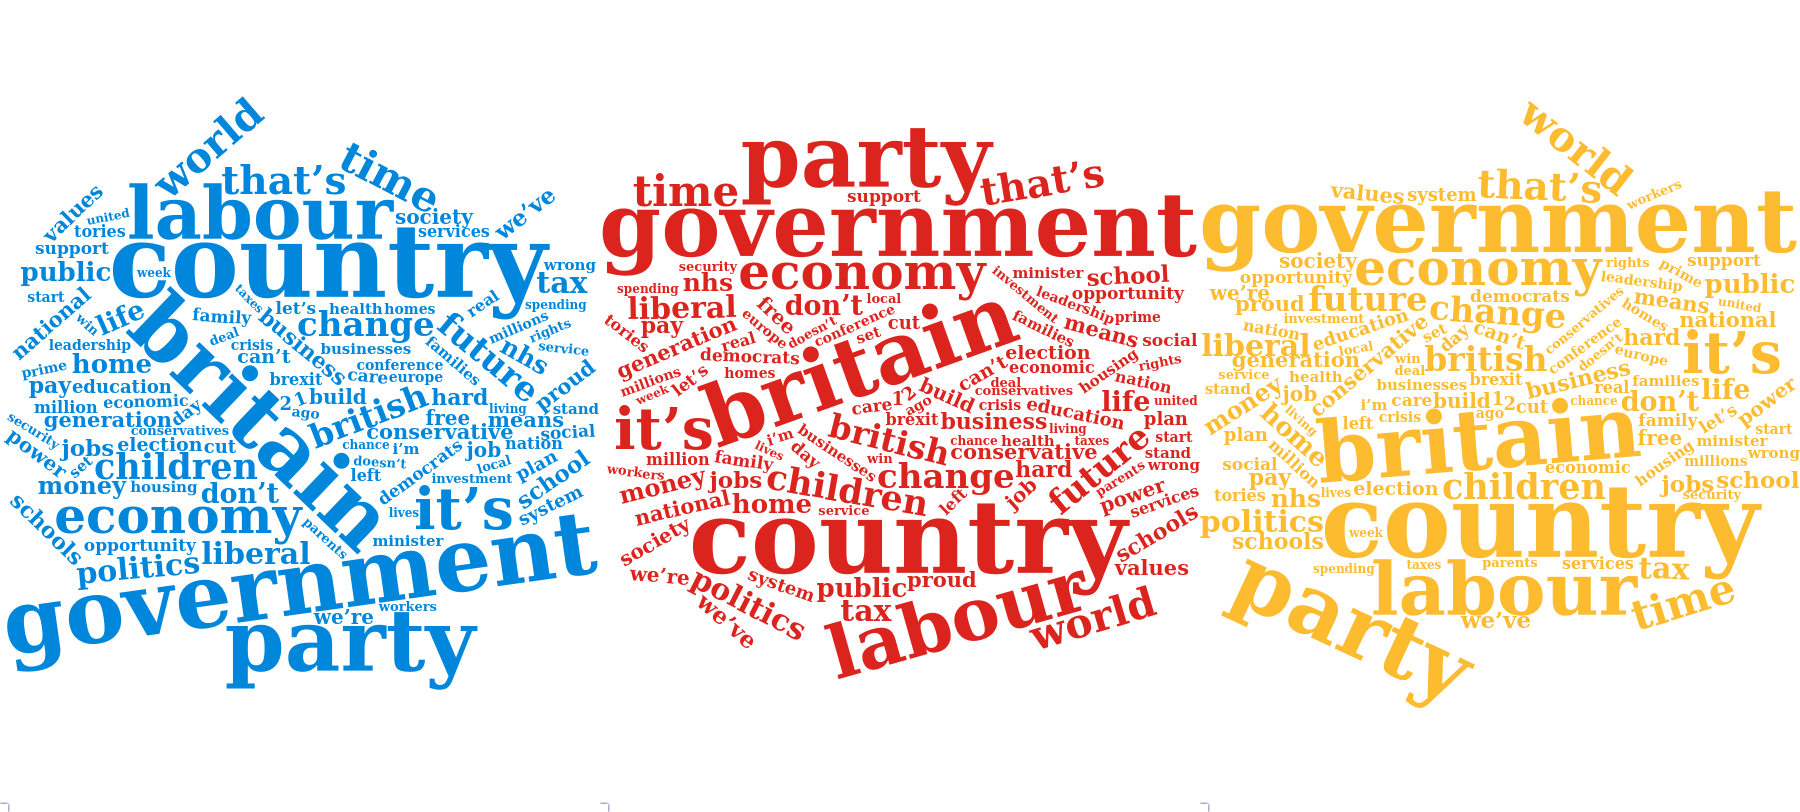 world
time
that's
values
labour
we've
united
tories
society
services
support
country
public
week
wrong
tax
start
taxes
national
win
life
let's
health
homes
real
spending
family
business
change
future
millions
rights
leadership
deal
crisis
can't
businesses
families
nhs
service
prime
home
conference
britain
brexit
care
europe
proud
pay
education
million
economic
day
2
1
build
ago
british
hard
free
living
stand
generation
conservatives
conservative
means
social
security
power
jobs
election
cut
chance
i'm
job
nation
set
children
doesn't
left
democrats
local
plan
money
housing
don't
investment
school
schools
economy
lives
it's
system
opportunity
parents
minister
politics
liberal
government
workers
we're
party
party
time
support
that's
government
security
economy
investment
minister
school
spending
nhs
opportunity
liberal
free
don't
local
leadership
tories
pay
europe
doesn't
conference
set
cut
families
means
prime
social
generation
real
democrats
britain
election
economic
housing
rights
millions
let's
homes
can't
week
deal
conservatives
nation
life
united
it's
care
1
2
ago
build
crisis
education
plan
brexit
business
living
i'm
businesses
british
chance
health
taxes
future
start
lives
day
conservative
stand
million
family
win
workers
change
hard
parents
wrong
money
jobs
children
left
job
power
services
national
home
service
society
country
schools
we're
system
public
proud
values
politics
tax
we've
labour
world
world
values
system
that's
workers
government
society
rights
prime
support
opportunity
economy
leadership
public
we're
proud
future
democrats
means
united
investment
change
conservatives
homes
national
nation
education
conservative
set
day
can't
conference
doesn't
hard
liberal
local
generation
win
british
europe
it's
service
health
deal
stand
businesses
brexit
business
real
families
life
money
job
i'm
care
build
1
2
cut
chance
don't
let's
power
living
left
crisis
ago
family
start
plan
home
britain
free
minister
social
million
economic
housing
millions
wrong
pay
tories
nhs
lives
election
children
jobs
school
security
politics
schools
week
country
spending
taxes
parents
services
tax
party
labour
we've
time